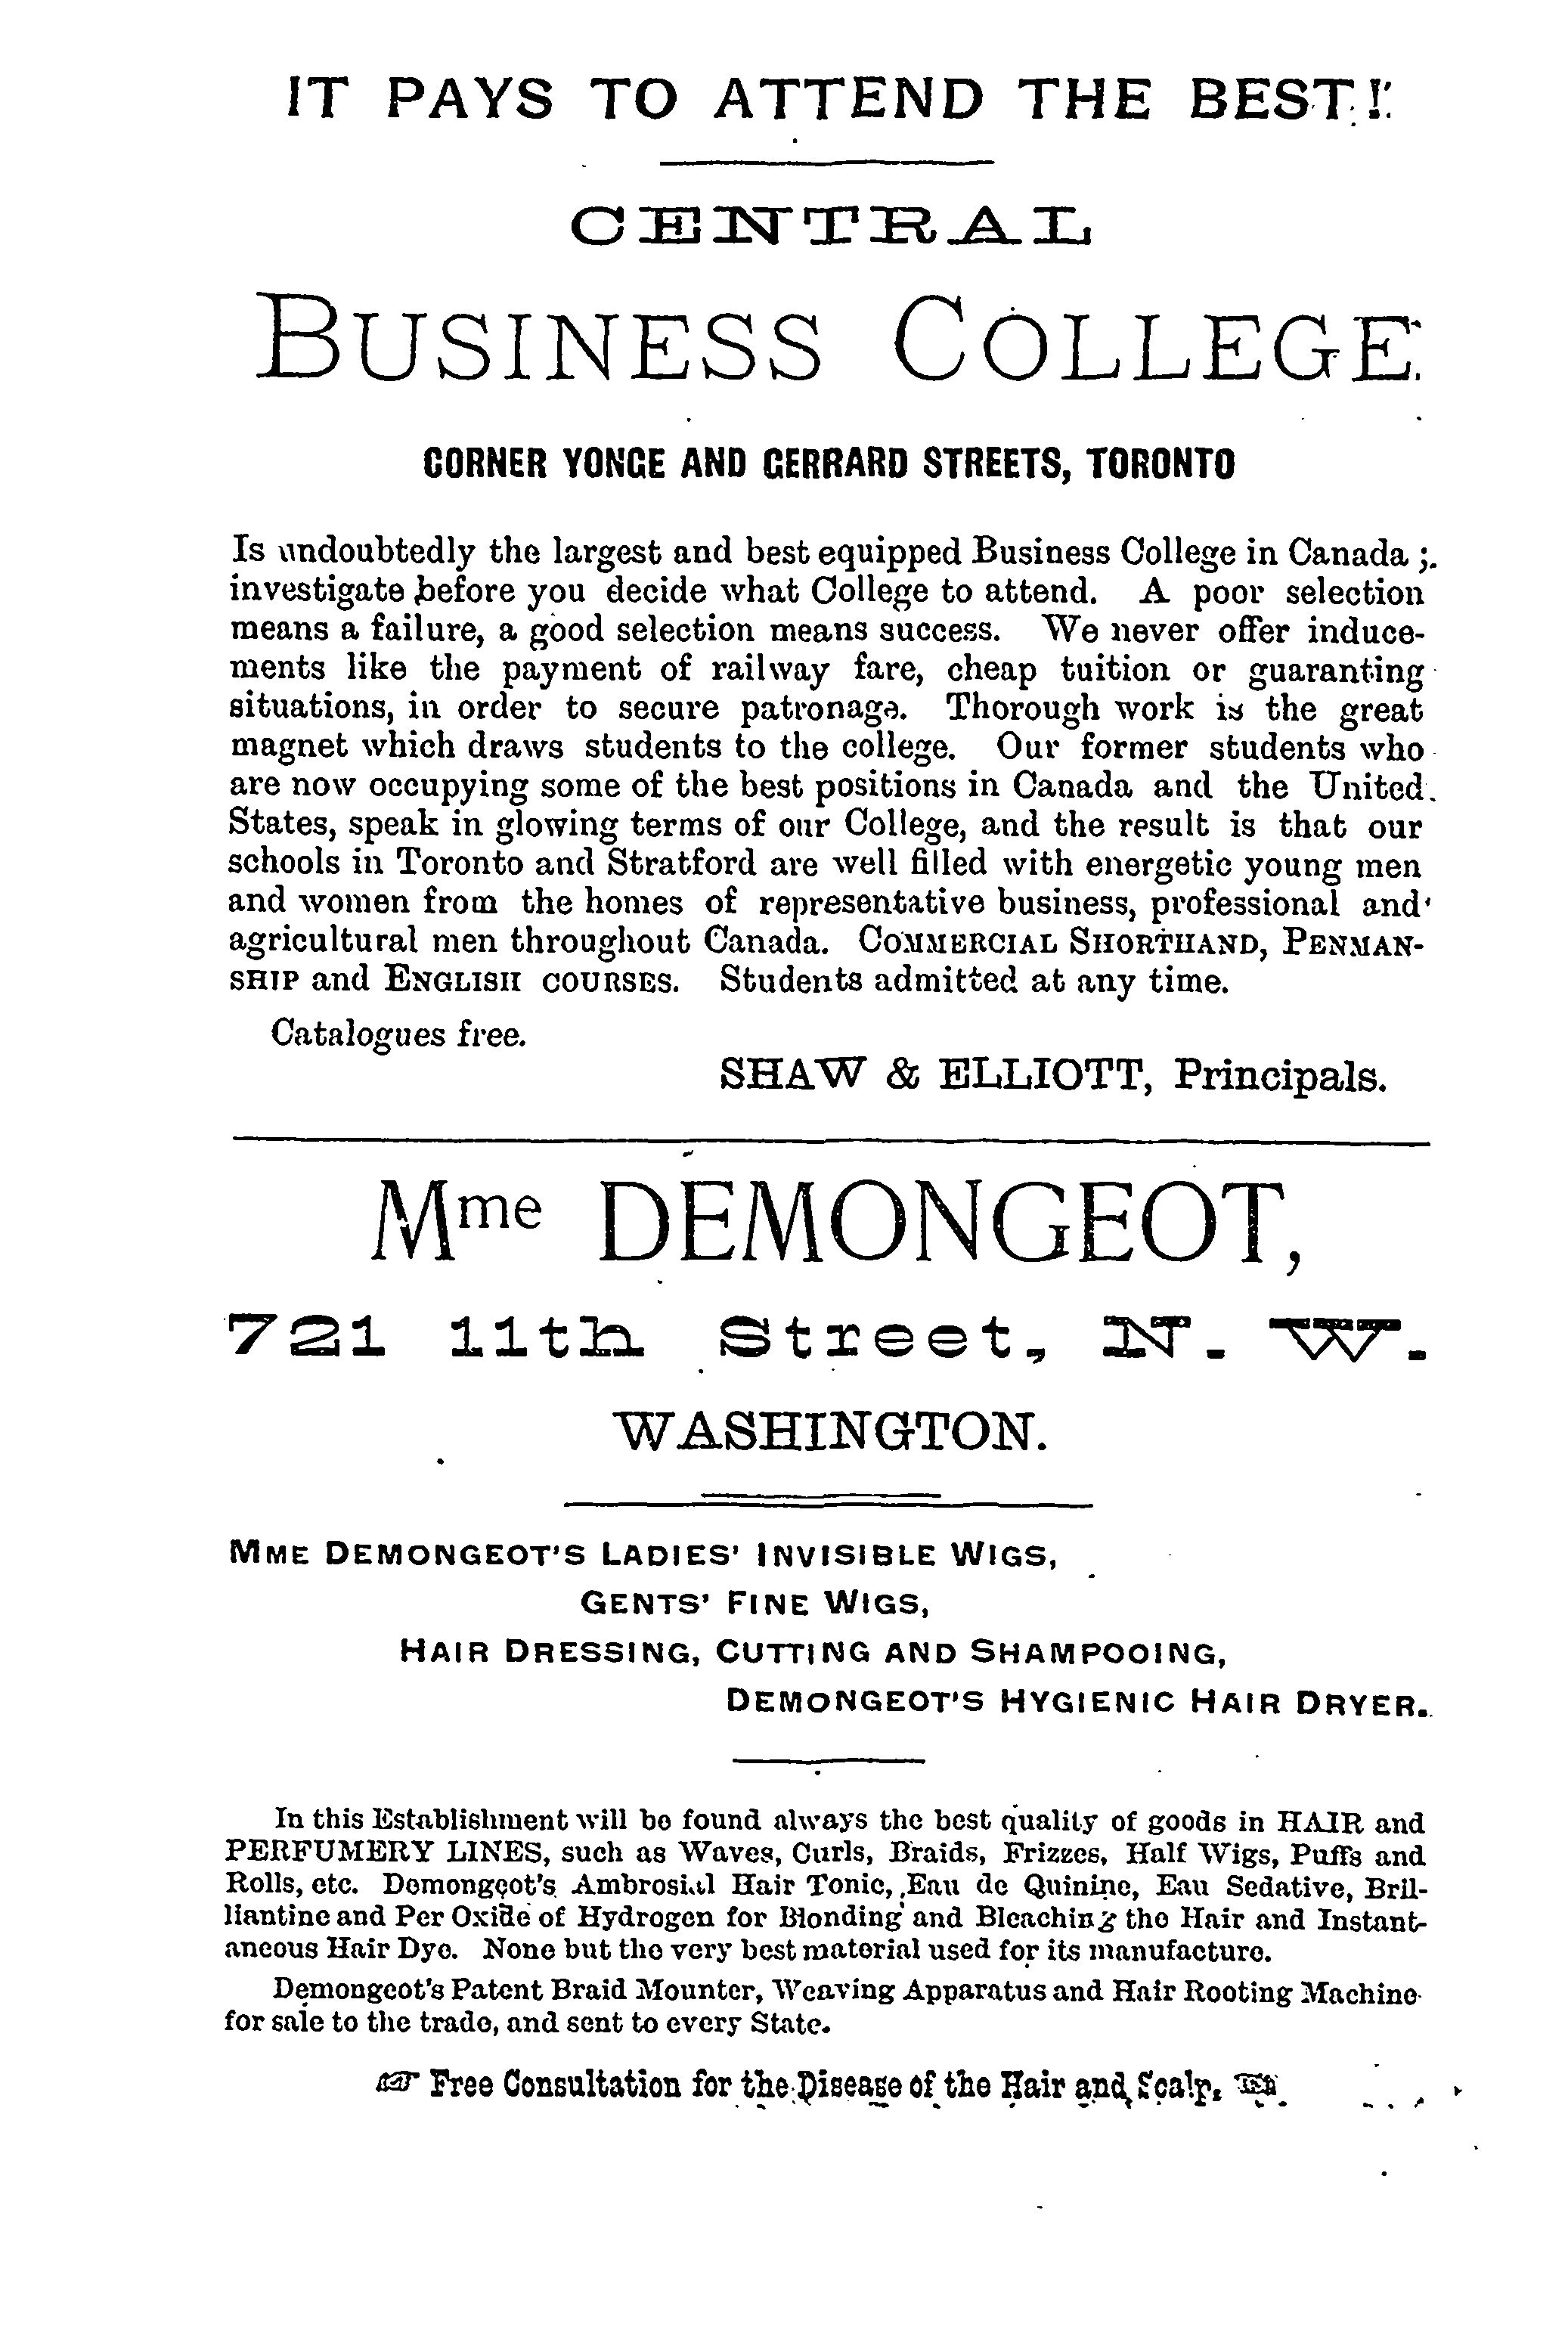 IT PAYS TO ATTEND THE BEST!
CENTRAL
BUSINESS COLLEGE
CORNER YONGE AND GERRARD STREETS, TORONTO
Is undoubtedly the largest and best equipped Business College in Canada;
investigate before you decide what College to attend. A poor selection
means a failure, a good selection means success. We never offer induce-
ments like the payment of railway fare, cheap tuition or guaranting
situations, in order to secure patronage. Thorough work is the great
magnet which draws students to the college. Our former students who
are now occupying some of the best positions in Canada and the United
States, speak in glowing terms of our College, and the result is that our
schools in Toronto and Stratford are well filled with energetic young men
and women from the homes of representative business, professional and
agricultural men throughout Canada. COMMERCIAL SHORTHAND, PENMAN-
SHIP and ENGLISH COURSES. Students admitted at any time.
Catalogues free.
SHAW & ELLIOTT, Principals.
Mme DEMONGEOT,
721 11th Street, N. W.
WASHINGTON.
MME DEMONGEOT'S LADIES' INVISIBLE WIGS,
GENTS' FINE WIGS,
HAIR DRESSING, CUTTING AND SHAMPOOING,
DEMONGEOT'S HYGIENIC HAIR DRYER.
In this Establishment will be found always the best quality of goods in HAIR and
PERFUMERY LINES, such as Waves, Curls, Braids, Frizzes, Half Wigs, Puffs and
Rolls, etc. Demongeot's Ambrosial Hair Tonic, Eau de Quinine, Eau Sedative, Bril-
liantine and Per Oxide of Hydrogen for Blonding and Bleaching the Hair and Instant-
aneous Hair Dye. None but the very best material used for its manufacture.
Demongeot's Patent Braid Mounter, Weaving Apparatus and Hair Rooting Machine
for sale to the trade, and sent to every State.
☞ Free Consultation for the Disease of the Hair and Scalp. ☜